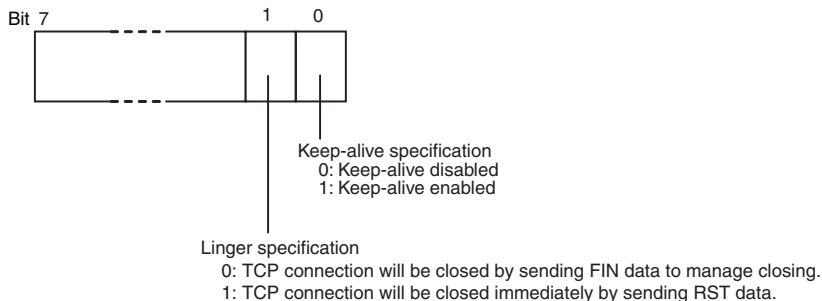 Bit 7 1 0
Keep-alive specification
0: Keep-alive disabled
1: Keep-alive enabled
Linger specification
0: TCP connection will be closed by sending FIN data to manage closing.
1: TCP connection will be closed immediately by sending RST data.